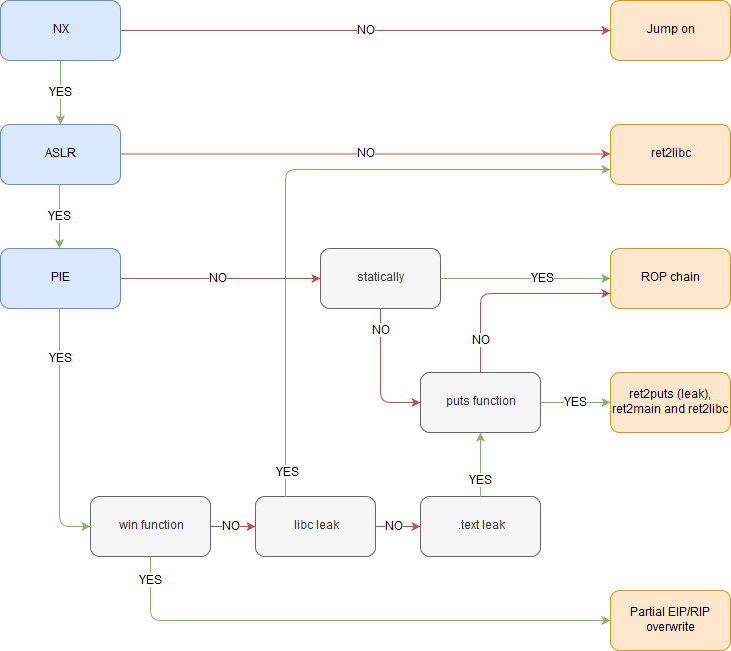 NX
NO
Jump on
YES
ASLR
NO
ret2libc
YES
PIE
NO
statically
YES
ROP chain
NO
NO
YES
puts function
YES
ret2puts (leak),
ret2main and ret2libc
YES
YES
win function
NO
libc leak
NO
.text leak
YES
Partial EIP/RIP
overwrite